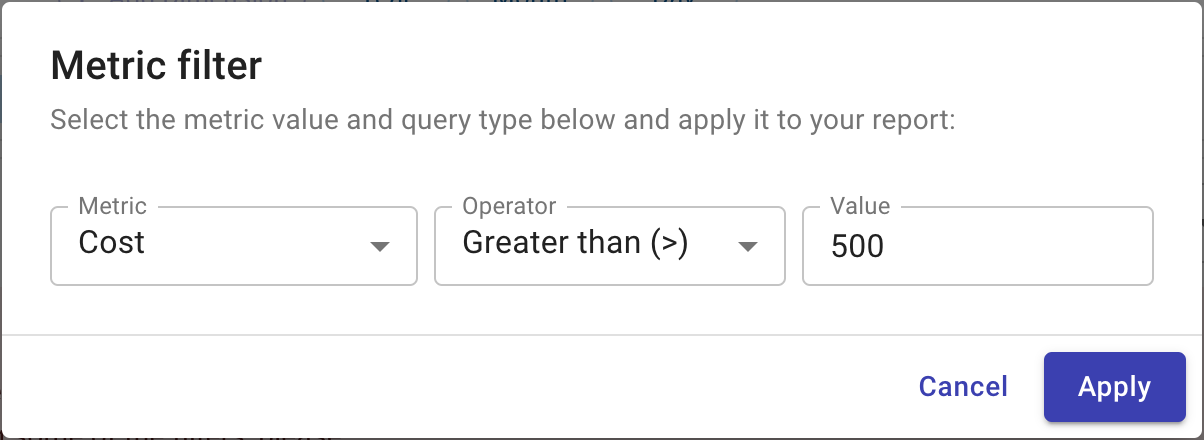 Metric filter
Select the metric value and query type below and apply it to your report:
Metric
Cost
Operator
Greater than (>)
Value
500
Cancel
Apply